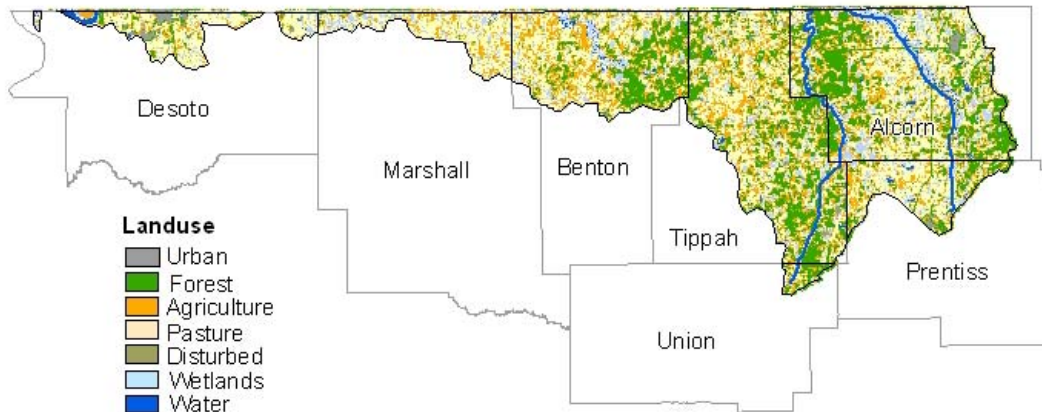 Desoto
Marshall
Benton
Tippah
Alcorn
Prentiss
Union
Landuse
Urban
Forest
Agriculture
Pasture
Disturbed
Wetlands
Water